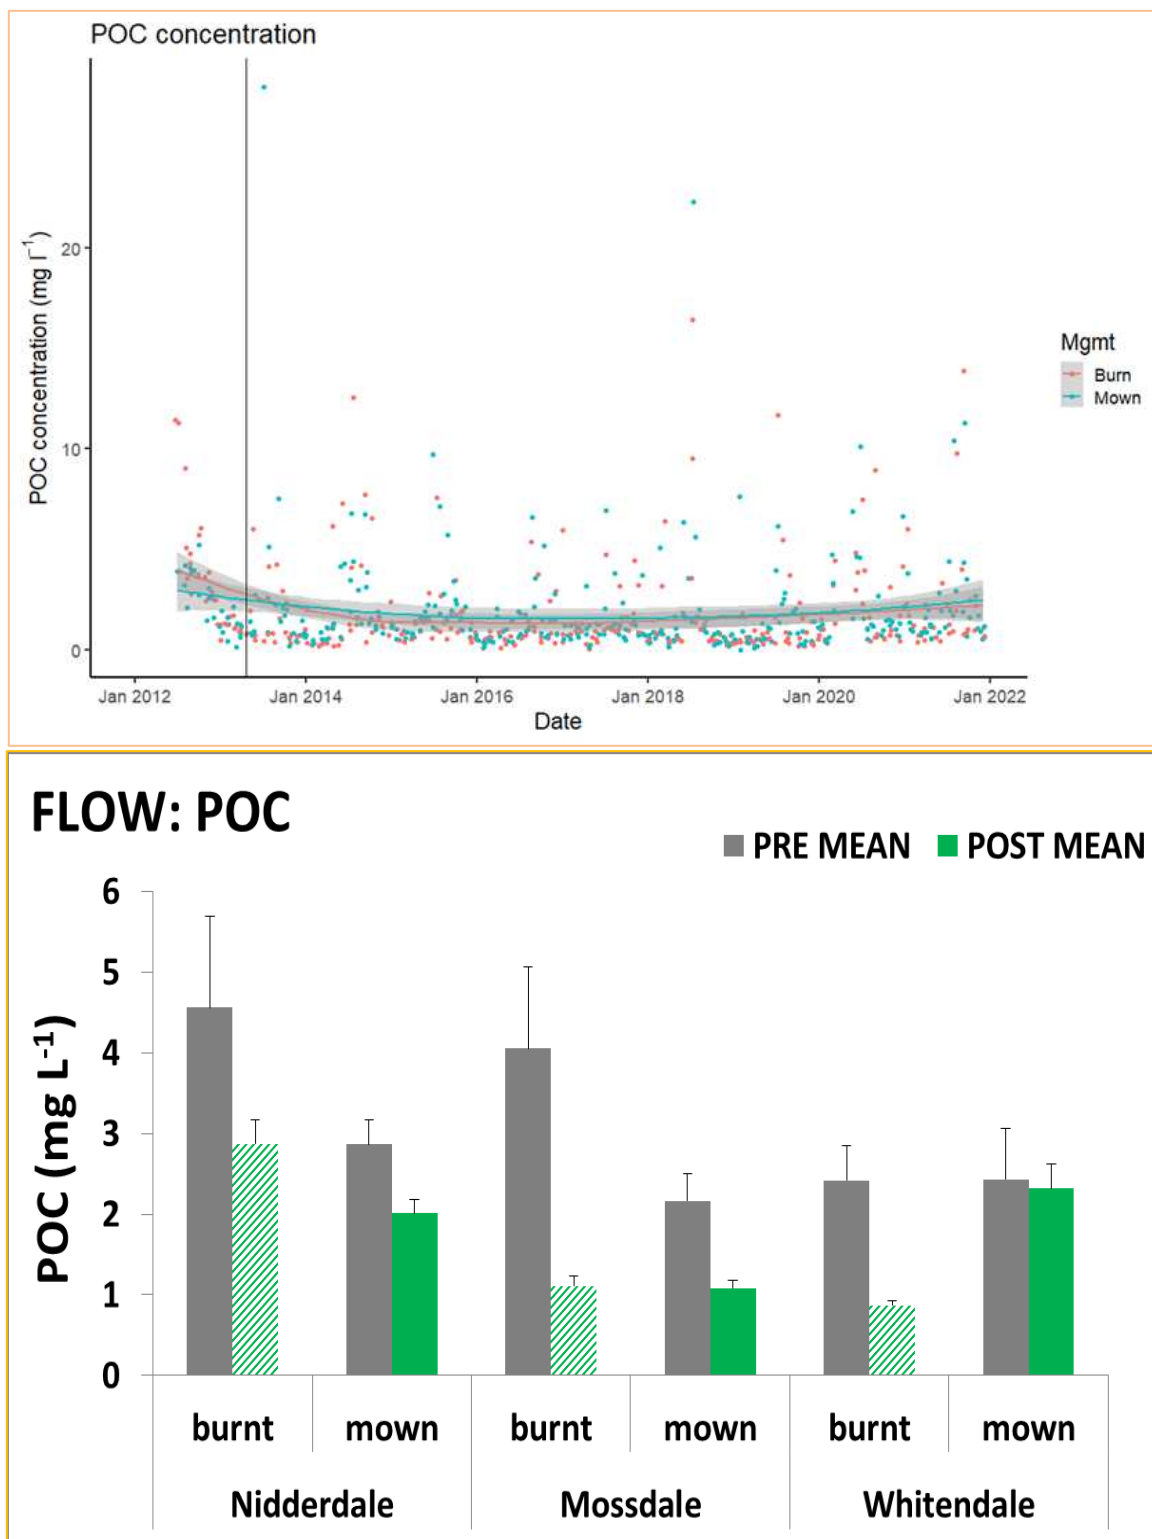 POC concentration
POC concentration (mg l⁻¹)
20
10
0
Jan 2012 Jan 2014 Jan 2016 Jan 2018 Jan 2020 Jan 2022
Date
Mgmt
Burn
Mown
FLOW: POC
PRE MEAN POST MEAN
POC (mg L⁻¹)
6
5
4
3
2
1
0
burnt mown burnt mown burnt mown
Nidderdale Mossdale Whitendale